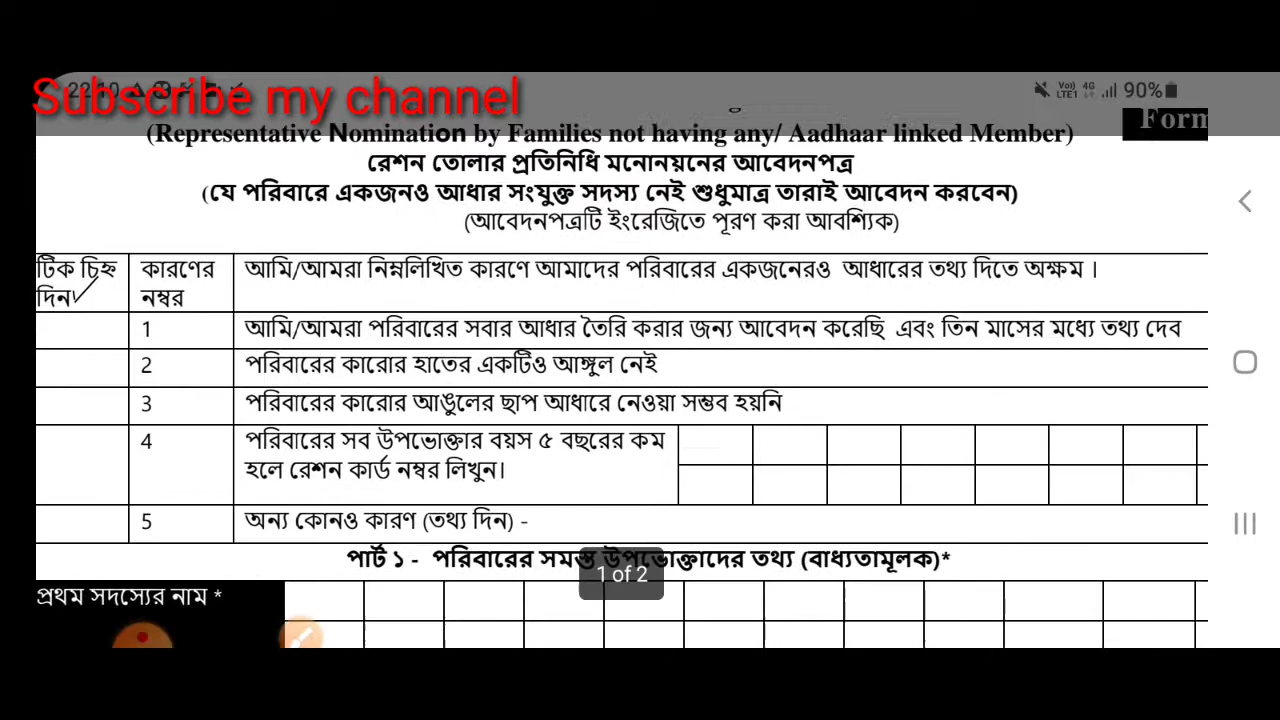 22:10
Subscribe my channel
LTE1 4G 90%
Form
(Representative Nomination by Families not having any/ Aadhaar linked Member)
রেশন তোলার প্রতিনিধি মনোনয়নের আবেদনপত্র
(যে পরিবারে একজনও আধার সংযুক্ত সদস্য নেই শুধুমাত্র তারাই আবেদন করবেন)
(আবেদনপত্রটি ইংরেজিতে পূরণ করা আবশ্যিক)
টিক চিহ্ন দিন✓ কারণের নম্বর আমি/আমরা নিম্নলিখিত কারণে আমাদের পরিবারের একজনেরও আধারের তথ্য দিতে অক্ষম ।
1 আমি/আমরা পরিবারের সবার আধার তৈরি করার জন্য আবেদন করেছি এবং তিন মাসের মধ্যে তথ্য দেব
2 পরিবারের কারোর হাতের একটিও আঙ্গুল নেই
3 পরিবারের কারোর আঙুলের ছাপ আধারে নেওয়া সম্ভব হয়নি
4 পরিবারের সব উপভোক্তার বয়স ৫ বছরের কম
হলে রেশন কার্ড নম্বর লিখুন।
5 অন্য কোনও কারণ (তথ্য দিন) -
পার্ট ১ - পরিবারের সমস্ত উপভোক্তাদের তথ্য (বাধ্যতামূলক)*
1 of 2
প্রথম সদস্যের নাম *